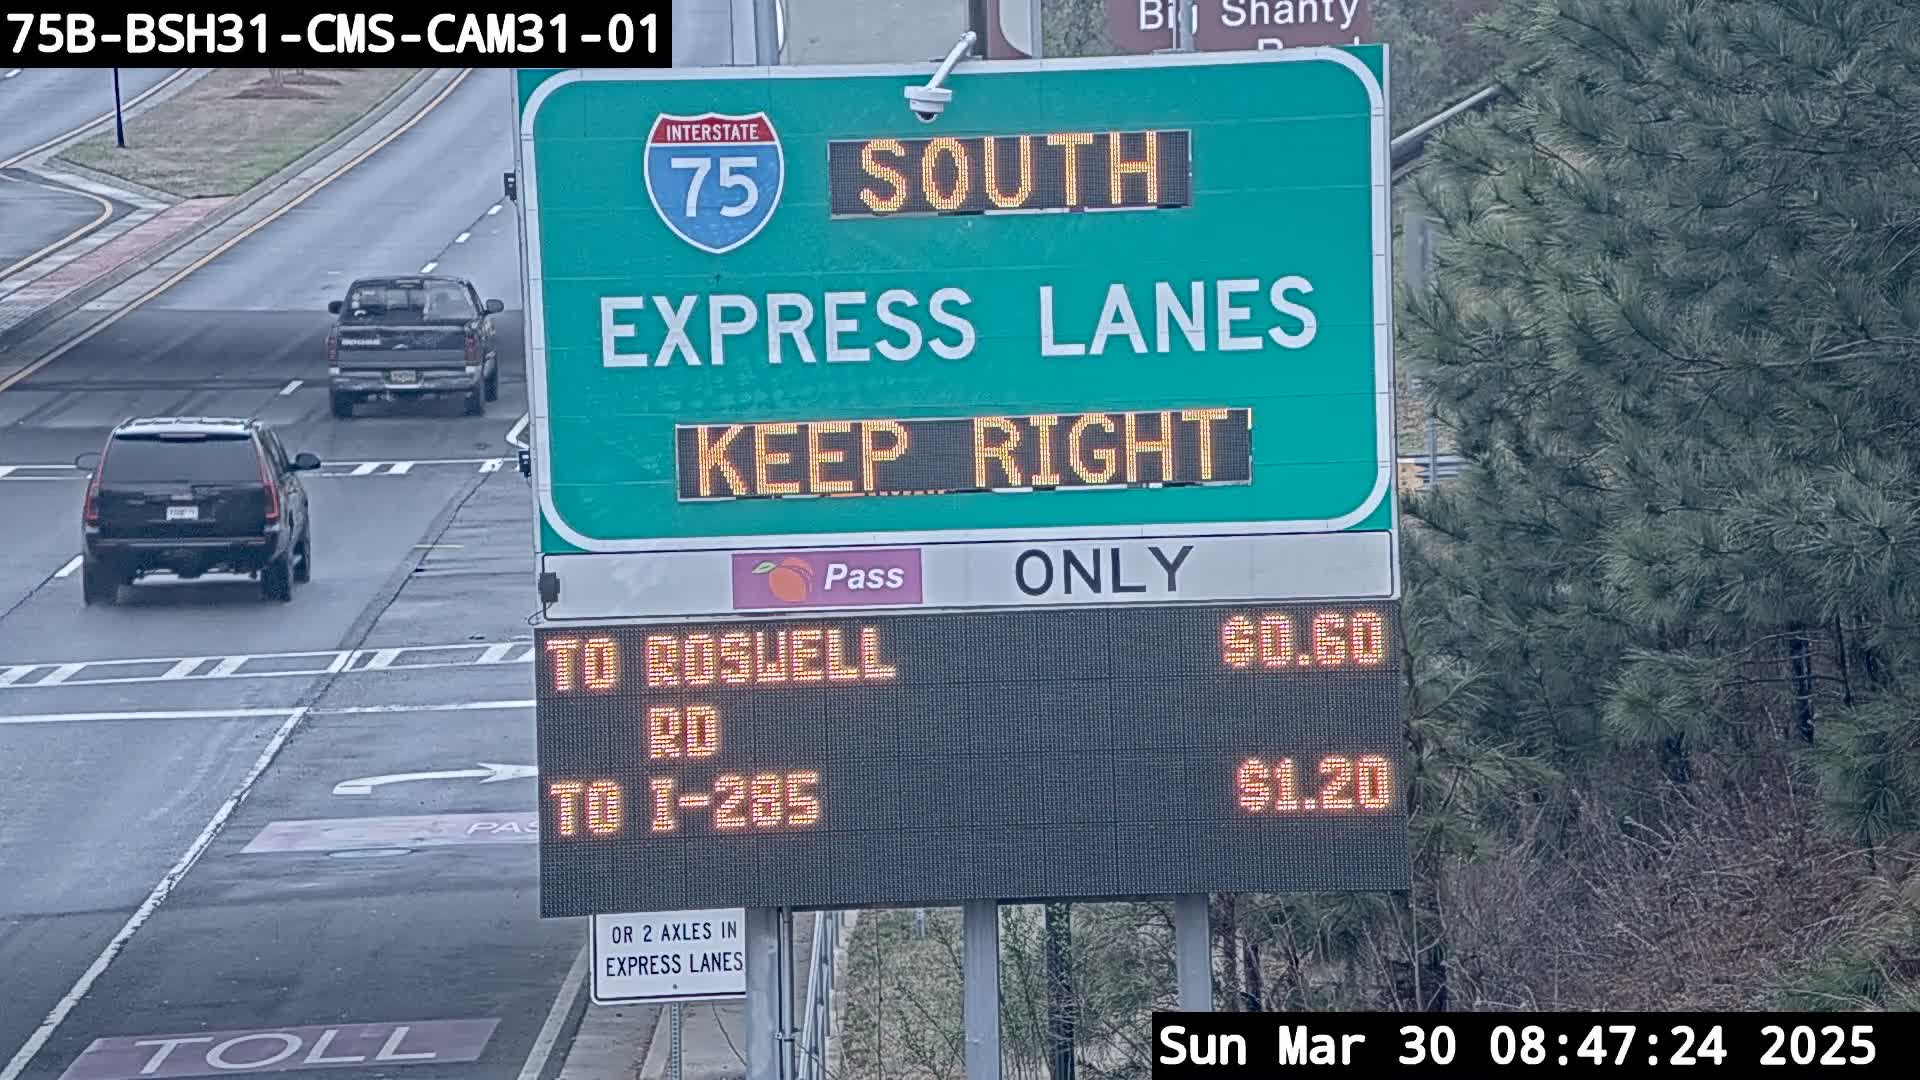 75B-BSH31-CMS-CAM31-01
Big Shanty
INTERSTATE
75
SOUTH
EXPRESS LANES
KEEP RIGHT
Pass
ONLY
TO ROSWELL $0.60
RD
TO I-285 $1.20
OR 2 AXLES IN
EXPRESS LANES
DODGE
PAS
TOLL
Sun Mar 30 08:47:24 2025